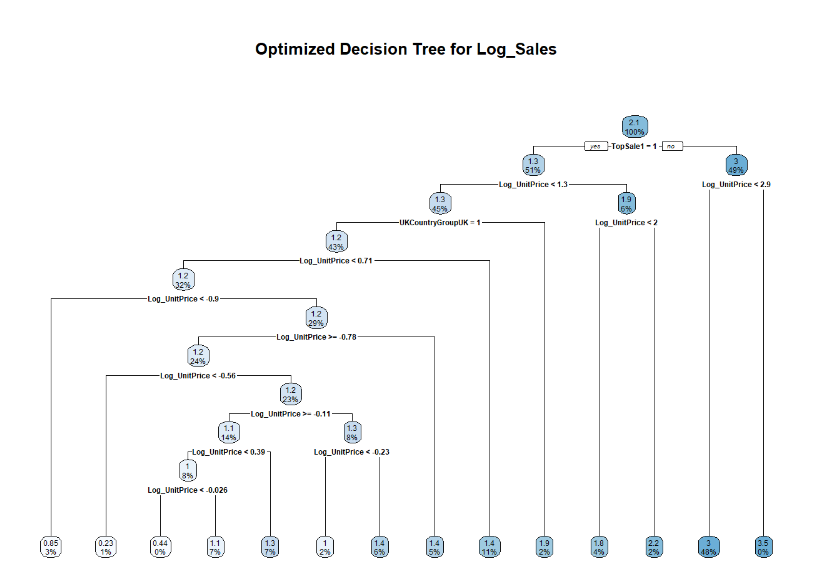 Optimized Decision Tree for Log_Sales
2.1
100%
yes TopSale1 = 1 no
1.3
51%
3
49%
Log_UnitPrice < 1.3
Log_UnitPrice < 2.9
1.3
45%
1.9
6%
UKCountryGroupUK = 1
Log_UnitPrice < 2
1.2
43%
Log_UnitPrice < 0.71
1.2
32%
Log_UnitPrice < -0.9
1.2
29%
Log_UnitPrice >= -0.78
1.2
24%
Log_UnitPrice < -0.56
1.2
23%
Log_UnitPrice >= -0.11
1.1
14%
1.3
8%
Log_UnitPrice < 0.39
Log_UnitPrice < -0.23
1
8%
Log_UnitPrice < -0.026
0.85 0.23 0.44 1.1 1.3 1 1.4 1.4 1.4 1.9 1.8 2.2 3 3.5
3% 1% 0% 7% 7% 2% 6% 5% 11% 2% 4% 2% 48% 0%